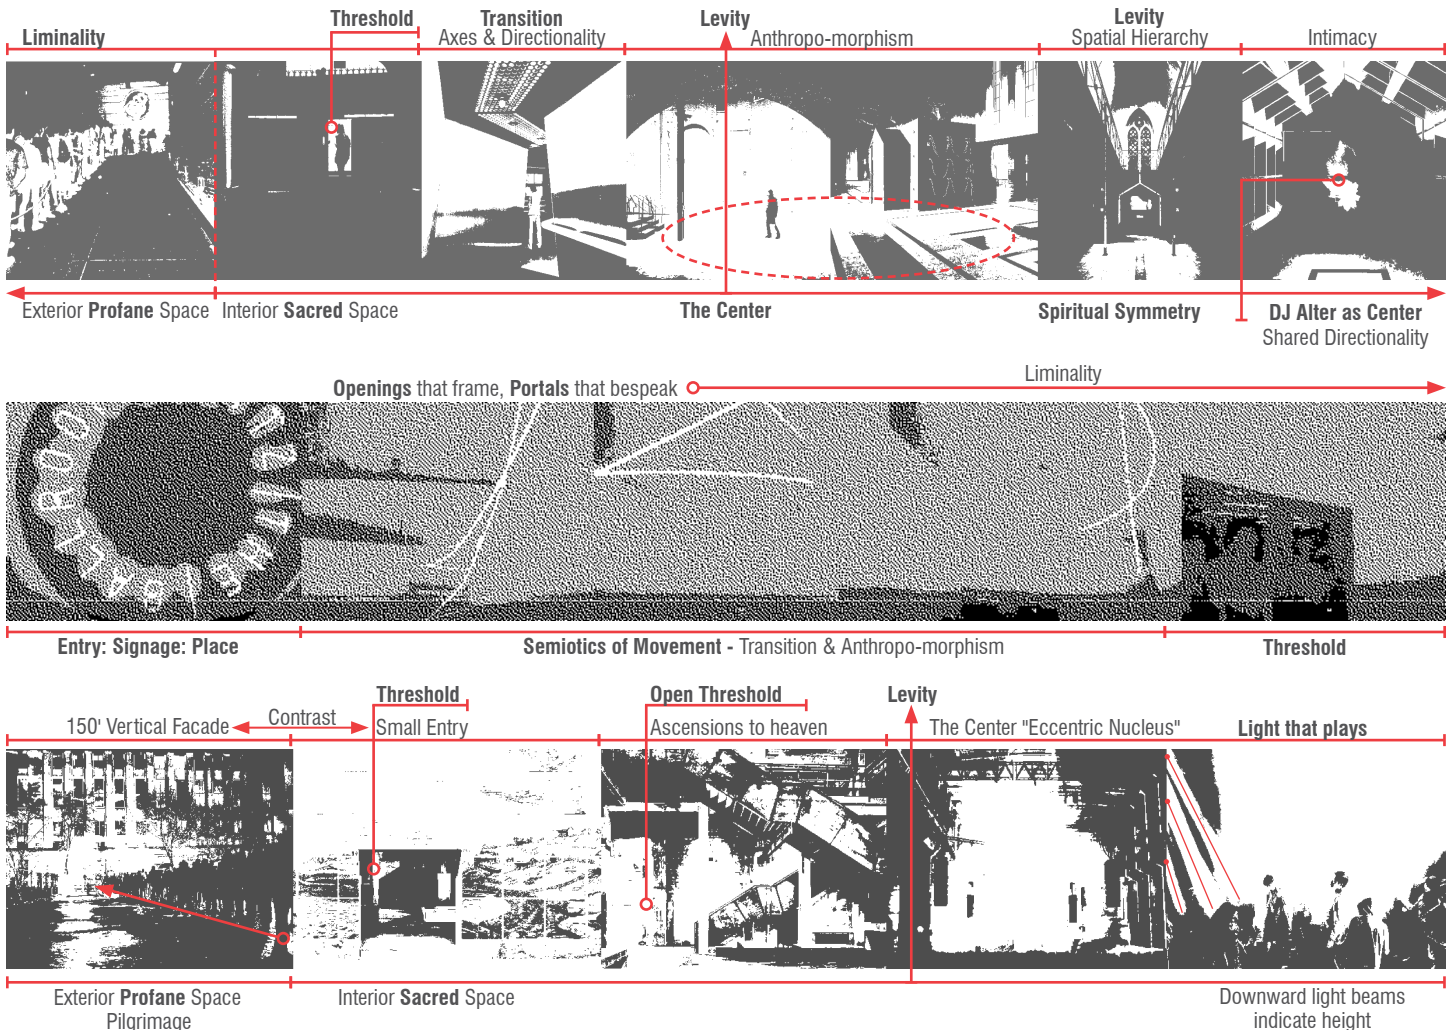 Liminality
Threshold
Transition
Axes & Directionality
Levity
Anthropo-morphism
Levity
Spatial Hierarchy
Intimacy
Exterior Profane Space
Interior Sacred Space
The Center
Spiritual Symmetry
DJ Alter as Center
Shared Directionality
Openings that frame, Portals that bespeak
Liminality
Entry: Signage: Place
Semiotics of Movement - Transition & Anthropo-morphism
Threshold
150' Vertical Facade
Contrast
Threshold
Small Entry
Open Threshold
Ascensions to heaven
Levity
The Center "Eccentric Nucleus"
Light that plays
Exterior Profane Space
Pilgrimage
Interior Sacred Space
Downward light beams
indicate height